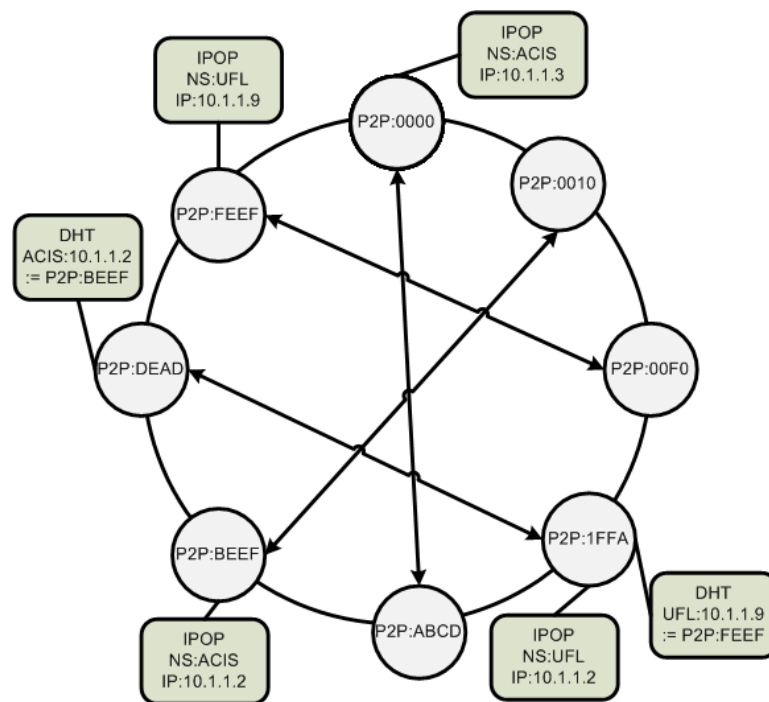 IPOP
NS:ACIS
IP:10.1.1.3
IPOP
NS:UFL
IP:10.1.1.9
P2P:0000
P2P:0010
P2P:FEEF
DHT
ACIS:10.1.1.2
:= P2P:BEEF
P2P:DEAD
P2P:00F0
P2P:BEEF
P2P:1FFA
DHT
UFL:10.1.1.9
:= P2P:FEEF
P2P:ABCD
IPOP
NS:ACIS
IP:10.1.1.2
IPOP
NS:UFL
IP:10.1.1.2